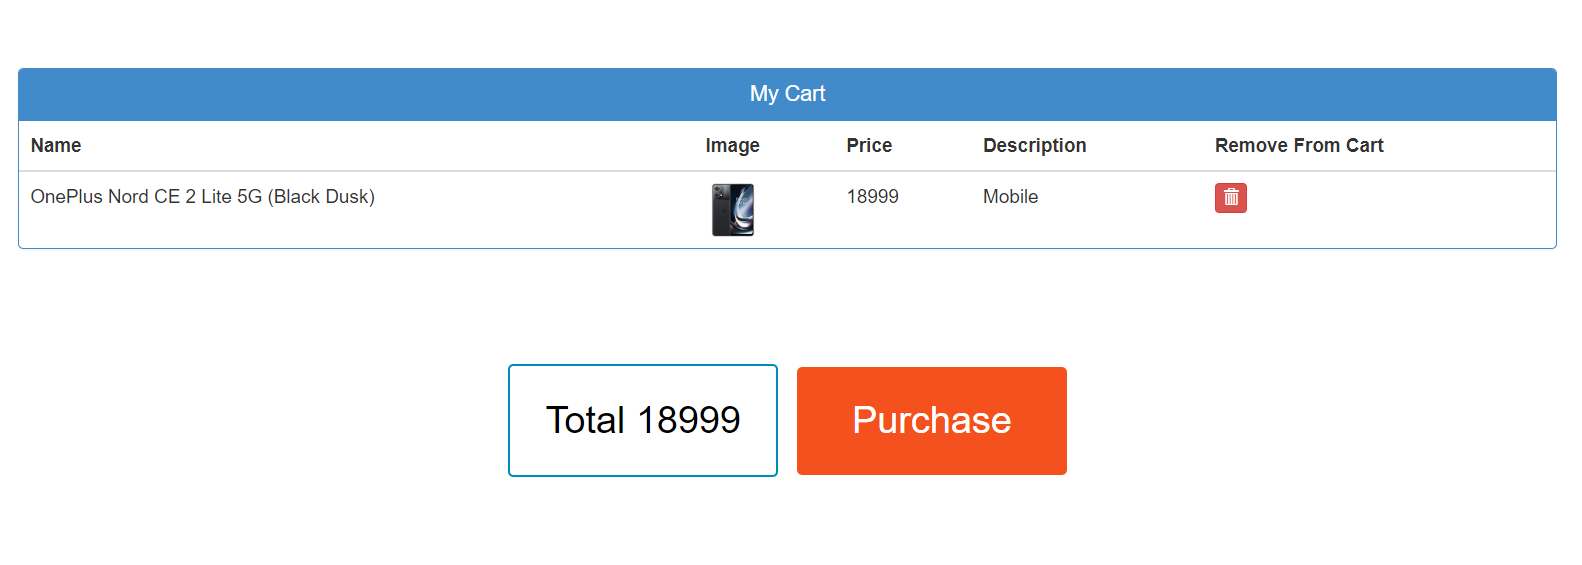 My Cart
Name Image Price Description Remove From Cart
OnePlus Nord CE 2 Lite 5G (Black Dusk) 18999 Mobile
Total 18999 Purchase